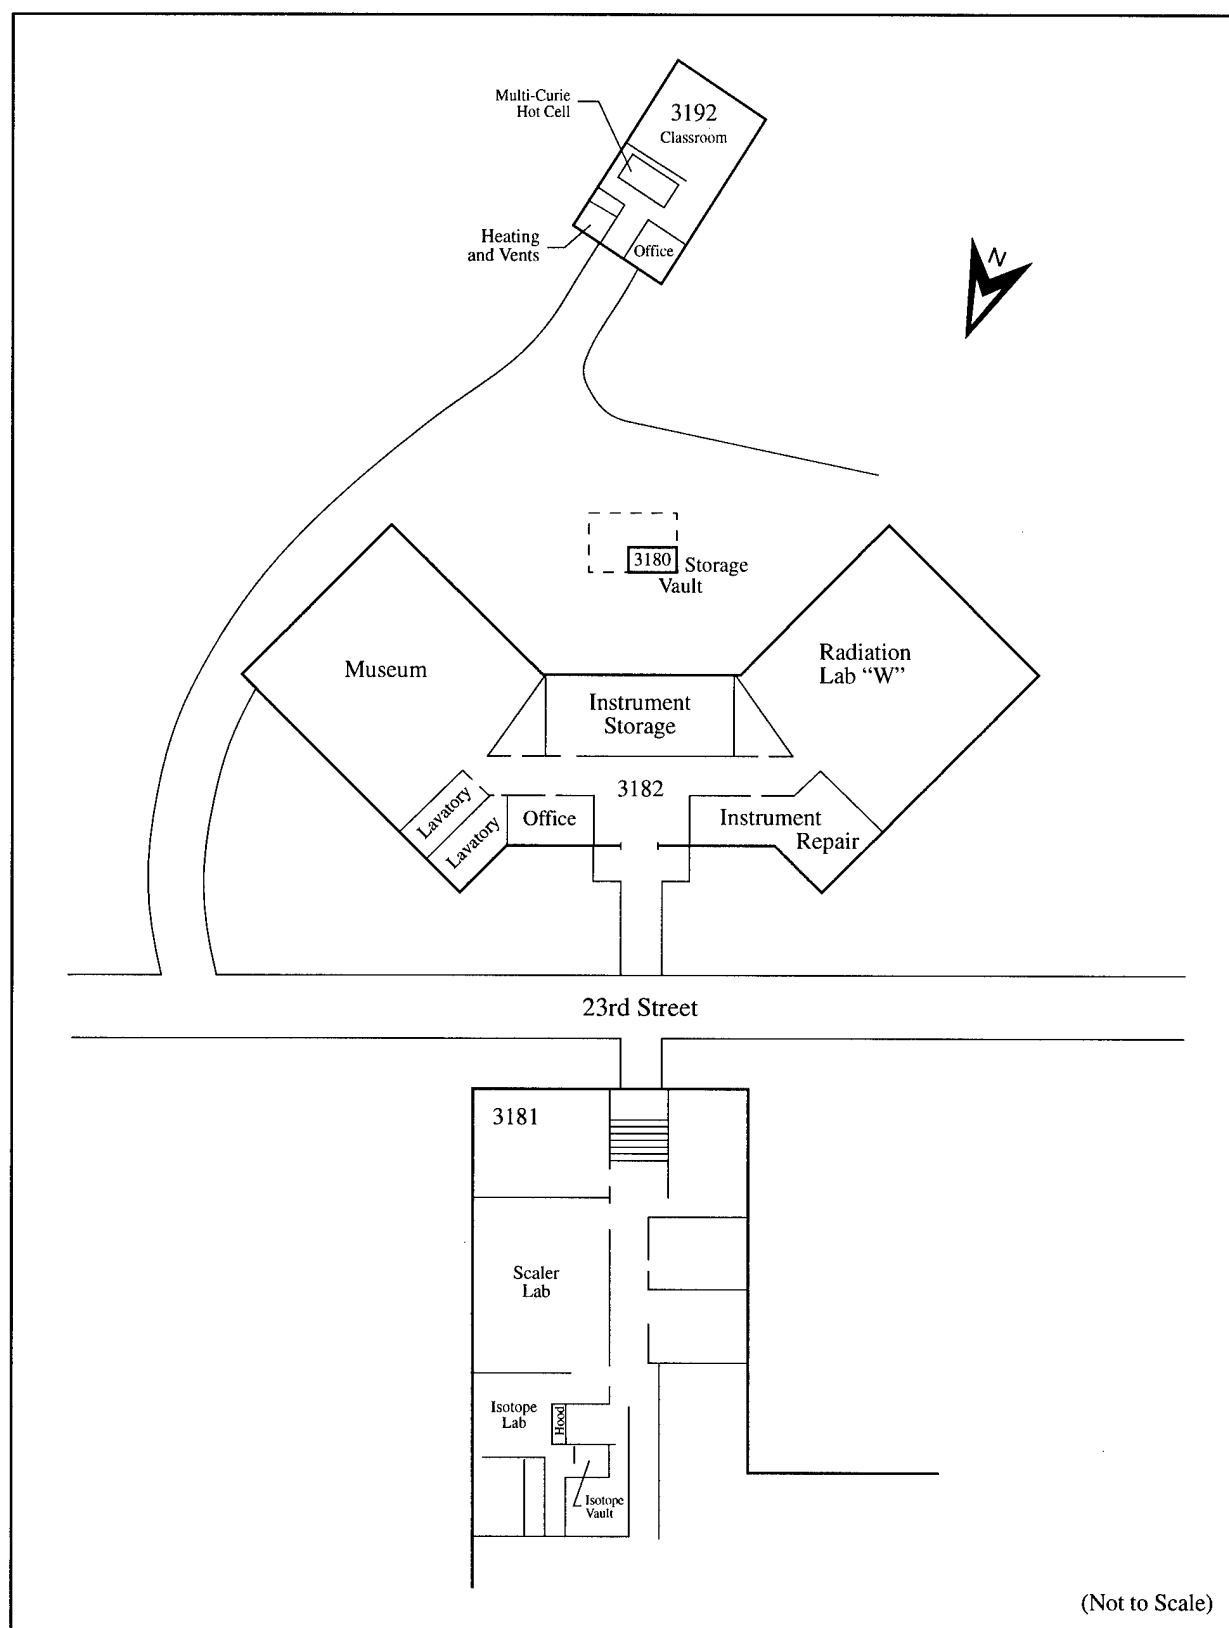 Multi-Curie
Hot Cell
3192
Classroom
Heating
and Vents
Office
N
3180
Storage
Vault
Museum
Radiation
Lab “W”
Instrument
Storage
3182
Lavatory
Lavatory
Office
Instrument
Repair
23rd Street
3181
Scaler
Lab
Isotope
Lab
Hood
Isotope
Vault
(Not to Scale)